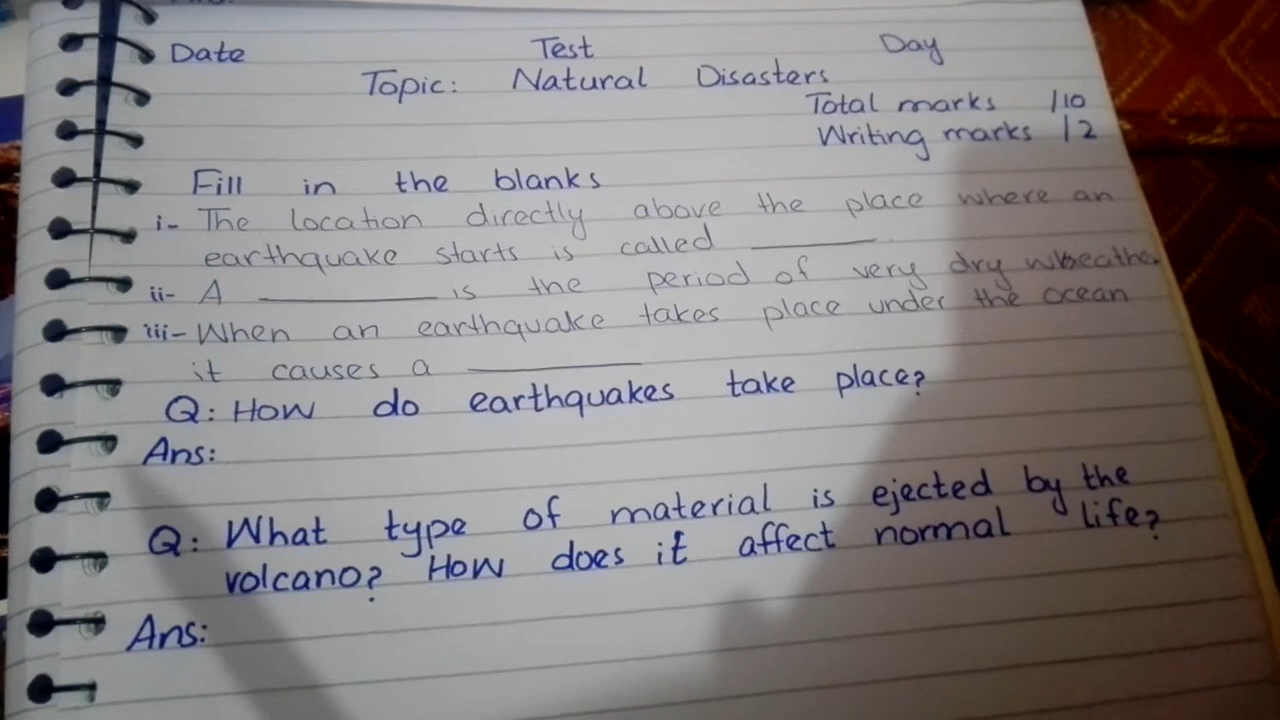 Date Test Day
Topic: Natural Disasters
Total marks /10
Writing marks /2
Fill in the blanks
i- The location directly above the place where an
earthquake starts is called ________.
ii- A ________ is the period of very dry wheather
iii- When an earthquake takes place under the ocean
it causes a ________
Q: How do earthquakes take place?
Ans:
Q: What type of material is ejected by the
volcano? How does it affect normal life?
Ans: